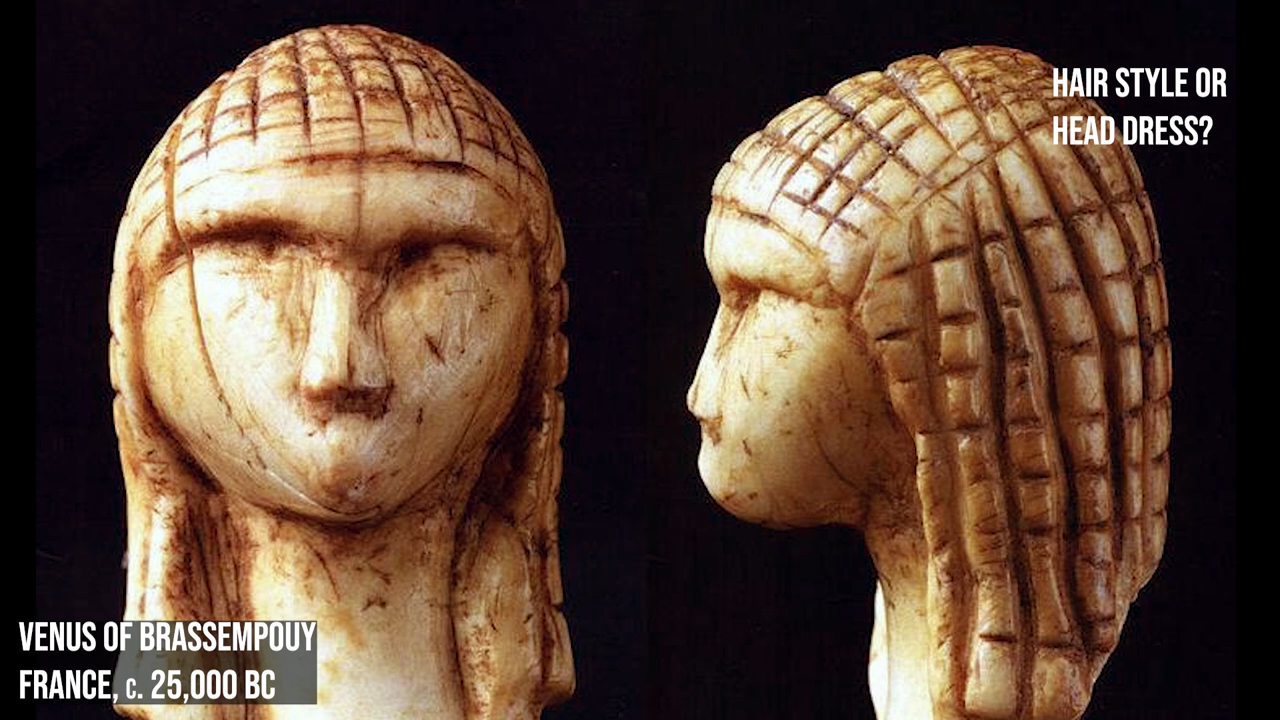 HAIR STYLE OR
HEAD DRESS?
VENUS OF BRASSEMPOUY
FRANCE, c. 25,000 BC